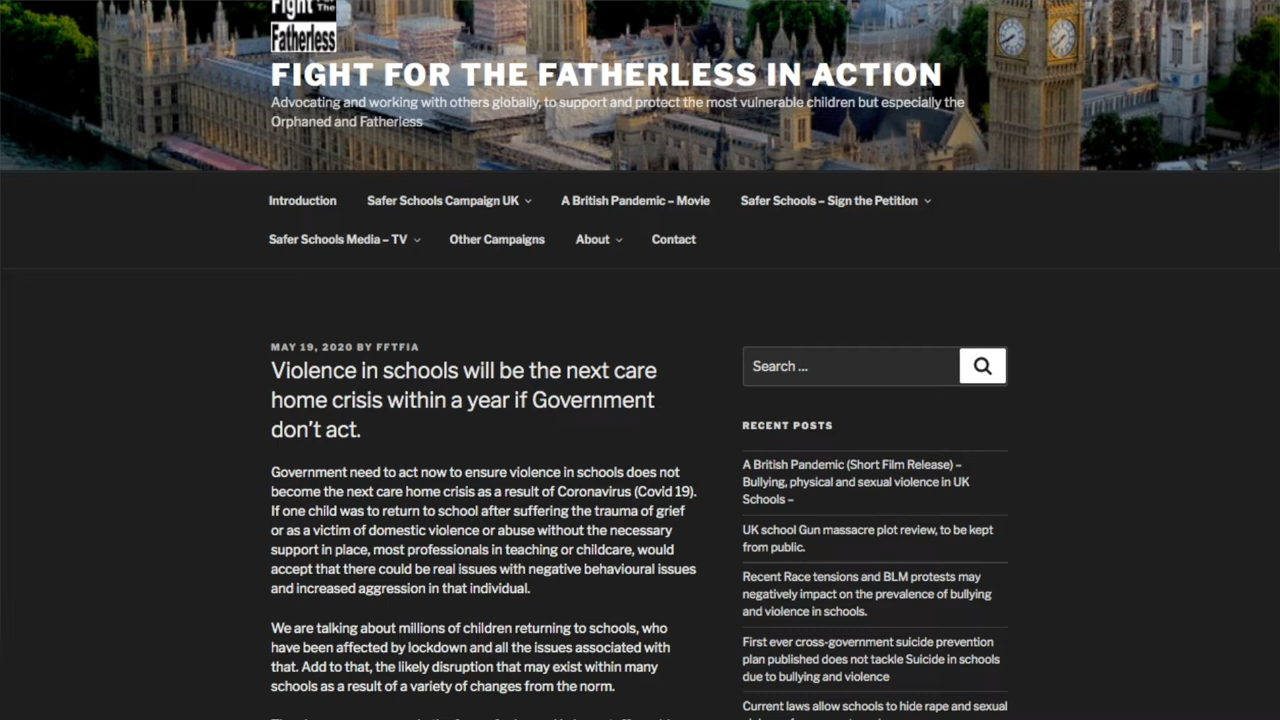 Fight For The
Fatherless
FIGHT FOR THE FATHERLESS IN ACTION
Advocating and working with others globally, to support and protect the most vulnerable children but especially the
Orphaned and Fatherless
Introduction
Safer Schools Campaign UK
A British Pandemic – Movie
Safer Schools – Sign the Petition
Safer Schools Media – TV
Other Campaigns
About
Contact
MAY 19, 2020 BY FFTFIA
Violence in schools will be the next care
home crisis within a year if Government
don’t act.
Government need to act now to ensure violence in schools does not
become the next care home crisis as a result of Coronavirus (Covid 19).
If one child was to return to school after suffering the trauma of grief
or as a victim of domestic violence or abuse without the necessary
support in place, most professionals in teaching or childcare, would
accept that there could be real issues with negative behavioural issues
and increased aggression in that individual.
We are talking about millions of children returning to schools, who
have been affected by lockdown and all the issues associated with
that. Add to that, the likely disruption that may exist within many
schools as a result of a variety of changes from the norm.
Search ...
RECENT POSTS
A British Pandemic (Short Film Release) –
Bullying, physical and sexual violence in UK
Schools –
UK school Gun massacre plot review, to be kept
from public.
Recent Race tensions and BLM protests may
negatively impact on the prevalence of bullying
and violence in schools.
First ever cross-government suicide prevention
plan published does not tackle Suicide in schools
due to bullying and violence
Current laws allow schools to hide rape and sexual